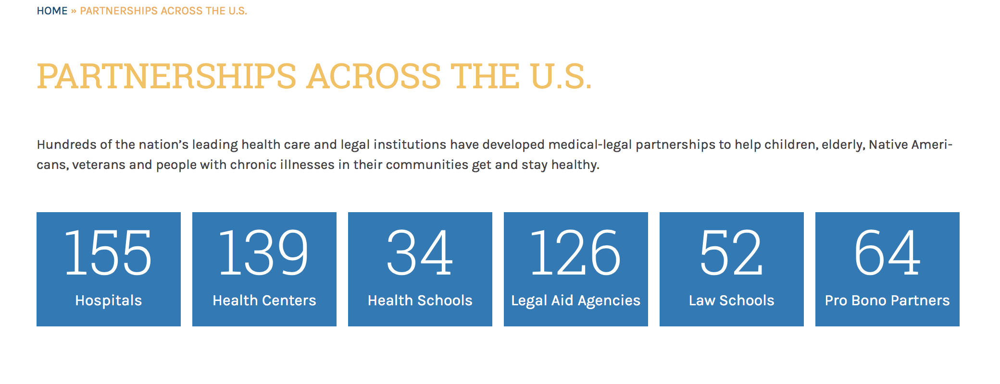 HOME » PARTNERSHIPS ACROSS THE U.S.
PARTNERSHIPS ACROSS THE U.S.
Hundreds of the nation’s leading health care and legal institutions have developed medical-legal partnerships to help children, elderly, Native Ameri-
cans, veterans and people with chronic illnesses in their communities get and stay healthy.
155
Hospitals
139
Health Centers
34
Health Schools
126
Legal Aid Agencies
52
Law Schools
64
Pro Bono Partners